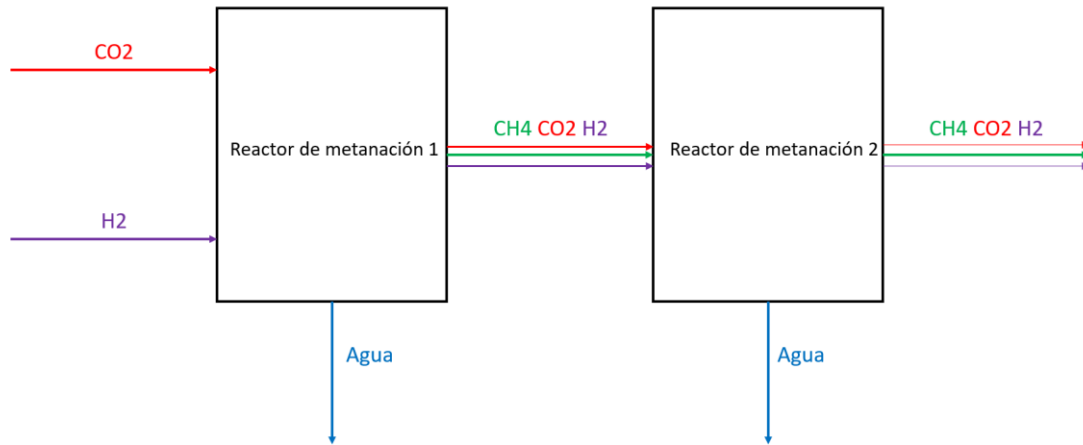 CO2
H2
Reactor de metanación 1
Agua
CH4 CO2 H2
Reactor de metanación 2
Agua
CH4 CO2 H2